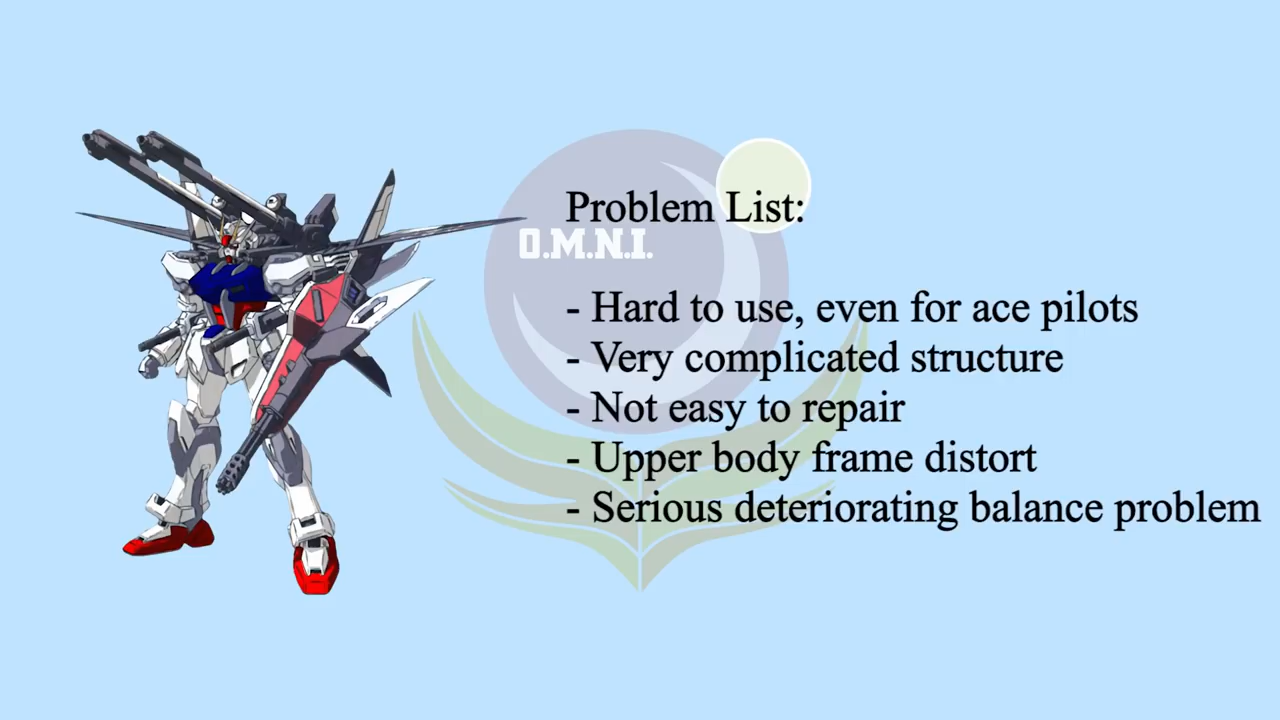 Problem List:
O.M.N.I.
- Hard to use, even for ace pilots
- Very complicated structure
- Not easy to repair
- Upper body frame distort
- Serious deteriorating balance problem